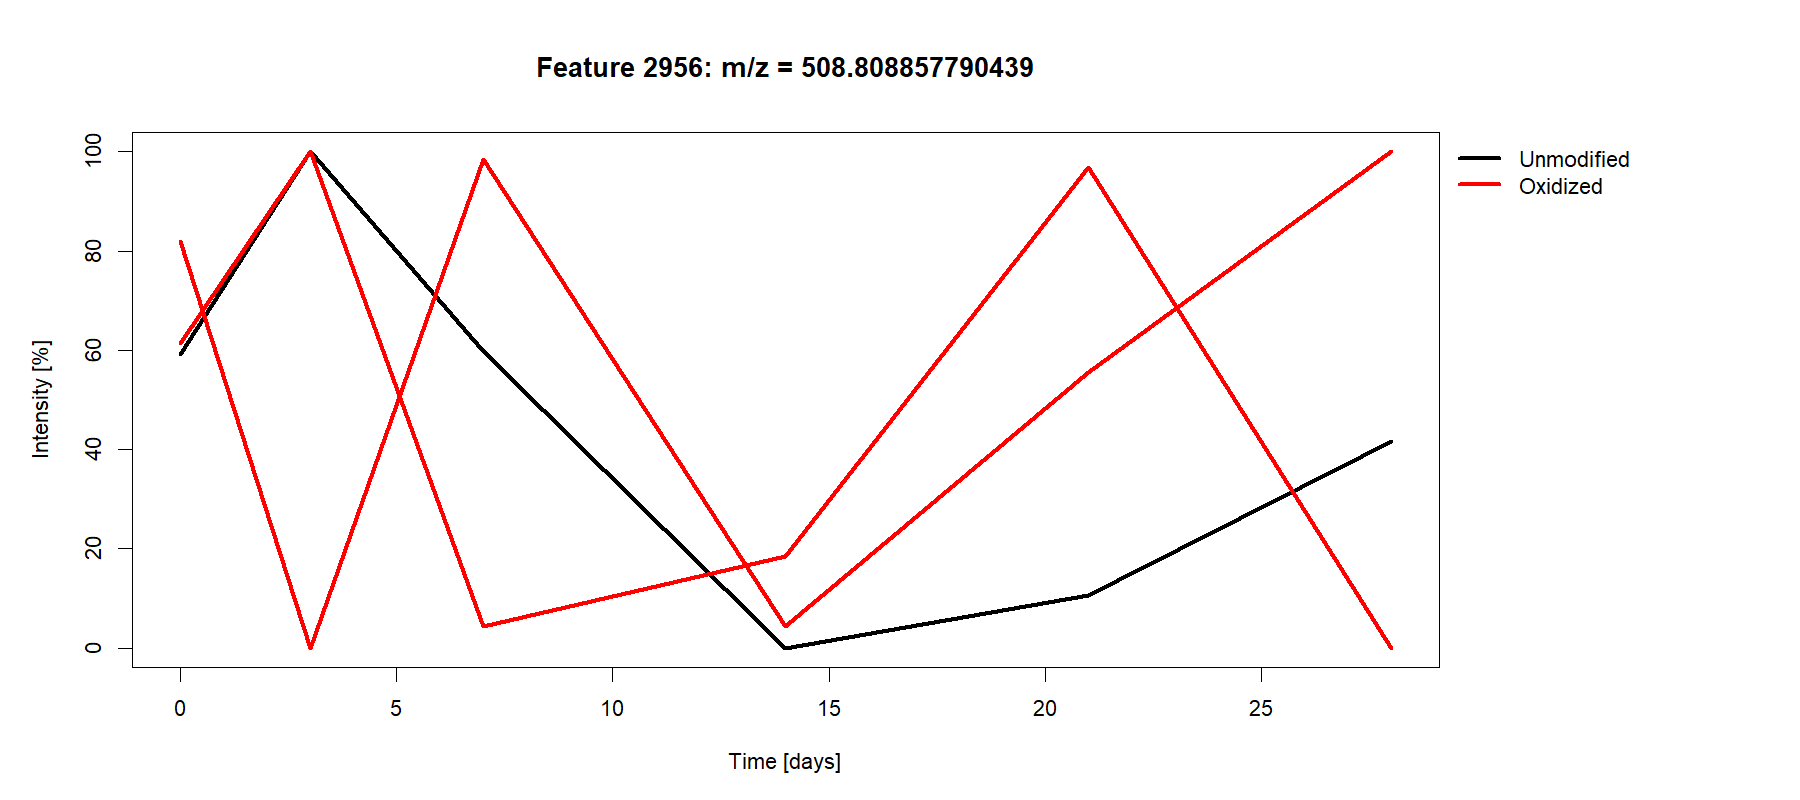 Feature 2956: m/z = 508.808857790439
Unmodified
Oxidized
Intensity [%]
100
80
60
40
20
0
0 5 10 15 20 25
Time [days]